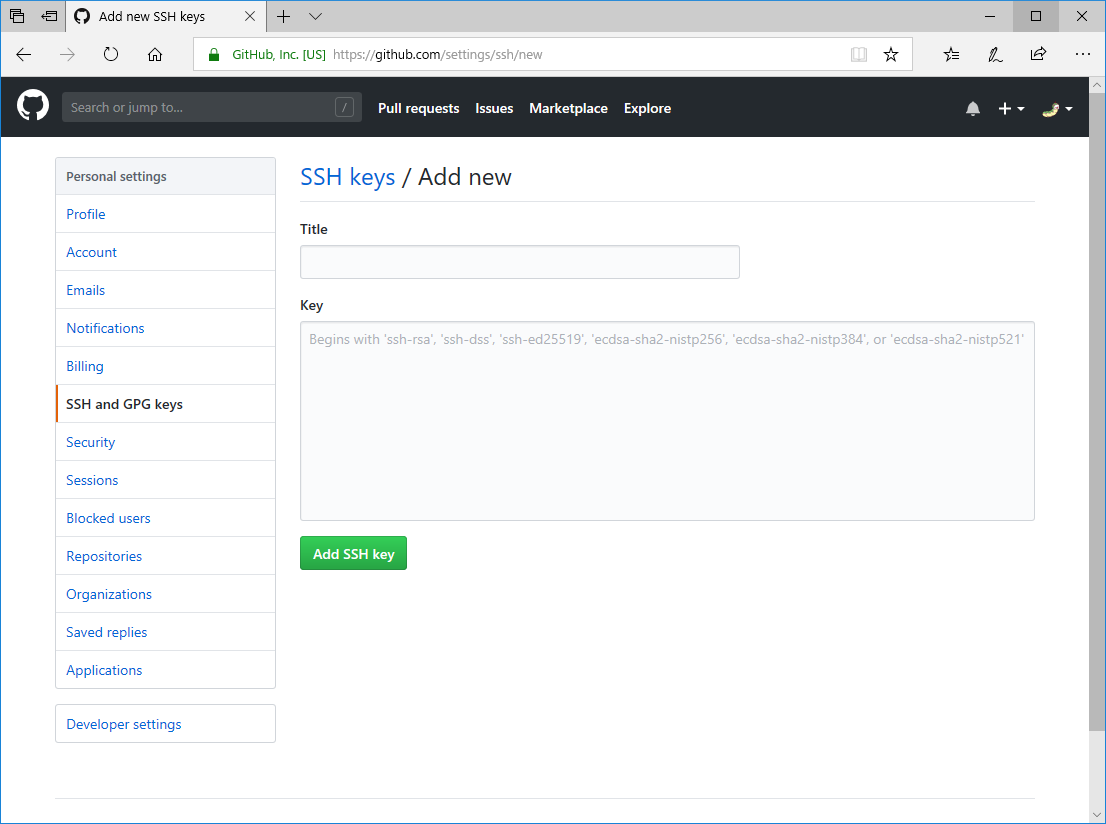 Add new SSH keys
GitHub, Inc. [US] https://github.com/settings/ssh/new
Search or jump to... / Pull requests Issues Marketplace Explore
Personal settings
Profile
Account
Emails
Notifications
Billing
SSH and GPG keys
Security
Sessions
Blocked users
Repositories
Organizations
Saved replies
Applications
Developer settings
SSH keys / Add new
Title
Key
Begins with 'ssh-rsa', 'ssh-dss', 'ssh-ed25519', 'ecdsa-sha2-nistp256', 'ecdsa-sha2-nistp384', or 'ecdsa-sha2-nistp521'
Add SSH key